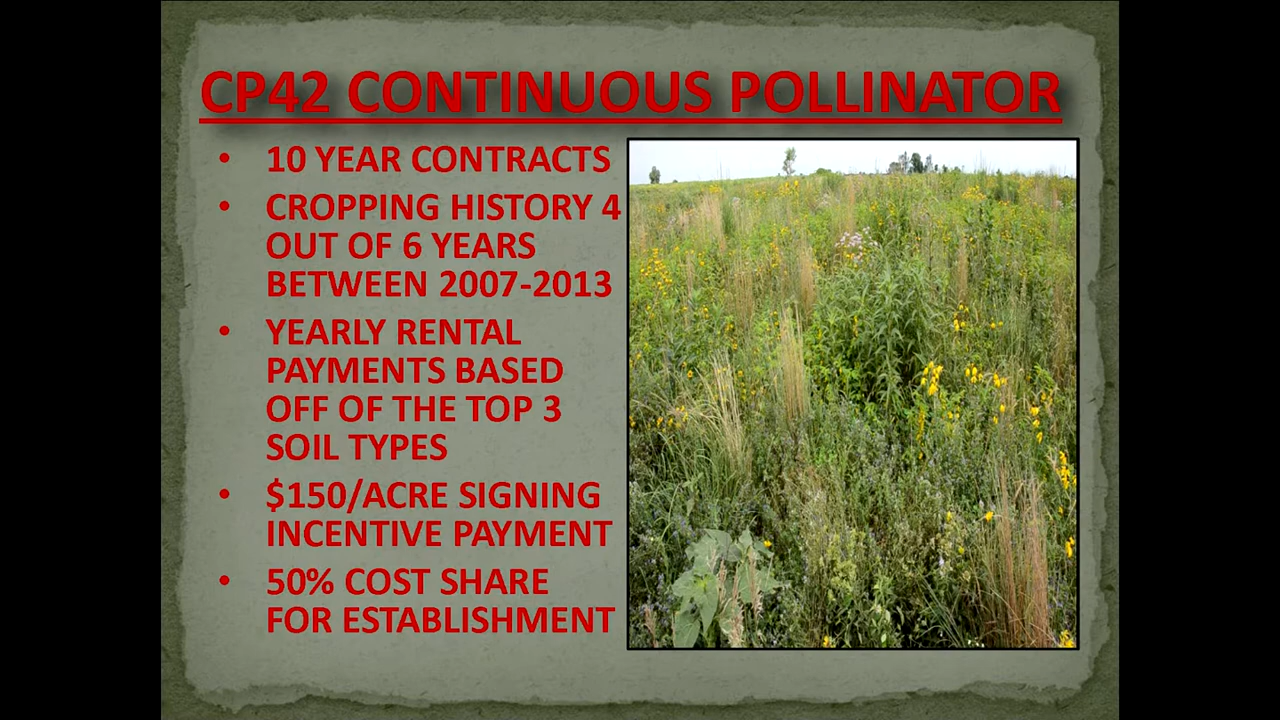 CP42 CONTINUOUS POLLINATOR
• 10 YEAR CONTRACTS
• CROPPING HISTORY 4
OUT OF 6 YEARS
BETWEEN 2007-2013
• YEARLY RENTAL
PAYMENTS BASED
OFF OF THE TOP 3
SOIL TYPES
• $150/ACRE SIGNING
INCENTIVE PAYMENT
• 50% COST SHARE
FOR ESTABLISHMENT